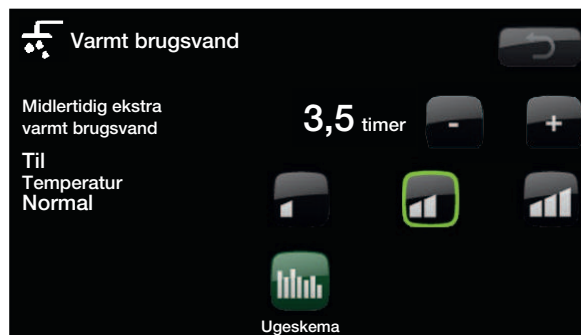 Varmt brugsvand
Midlertidig ekstra
varmt brugsvand
3,5 timer - +
Til
Temperatur
Normal
Ugeskema